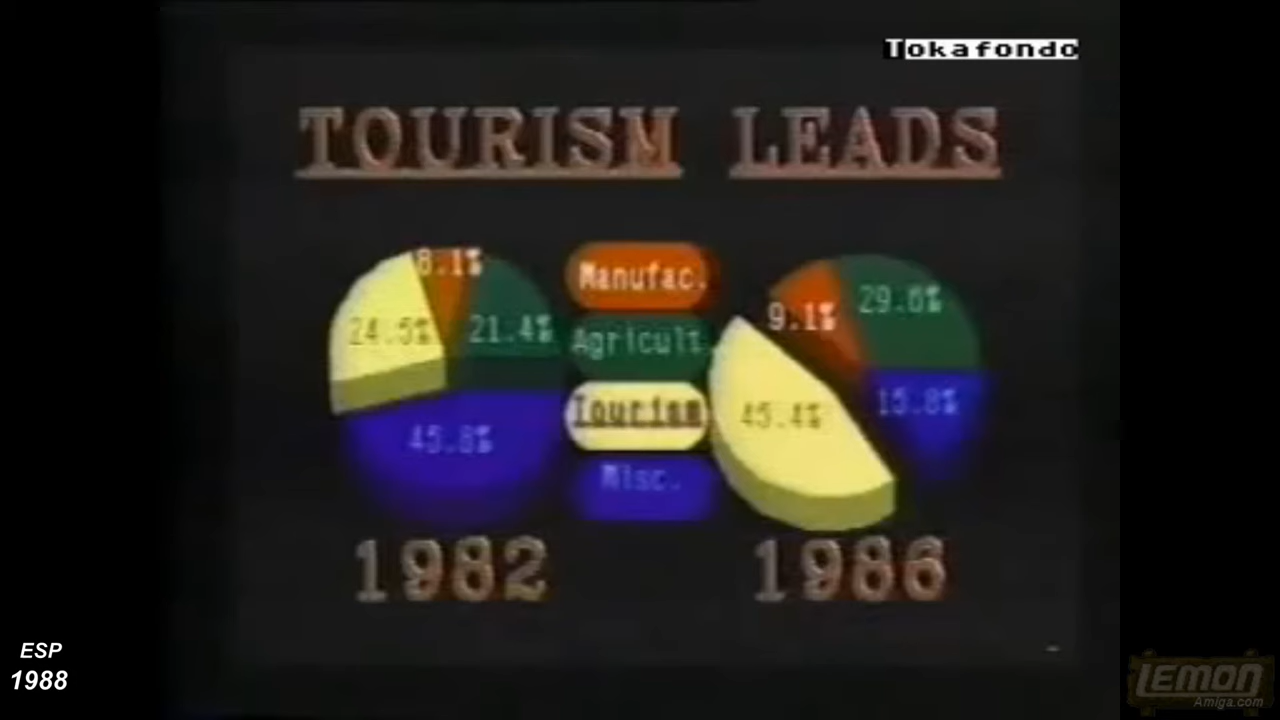 Tokafondo
TOURISM LEADS
8.1%
24.5%
21.4%
45.8%
Manufac.
Agricult.
Tourism
Misc.
9.1%
29.6%
45.4%
15.8%
1982
1986
ESP
1988
LEMON
Amiga.com